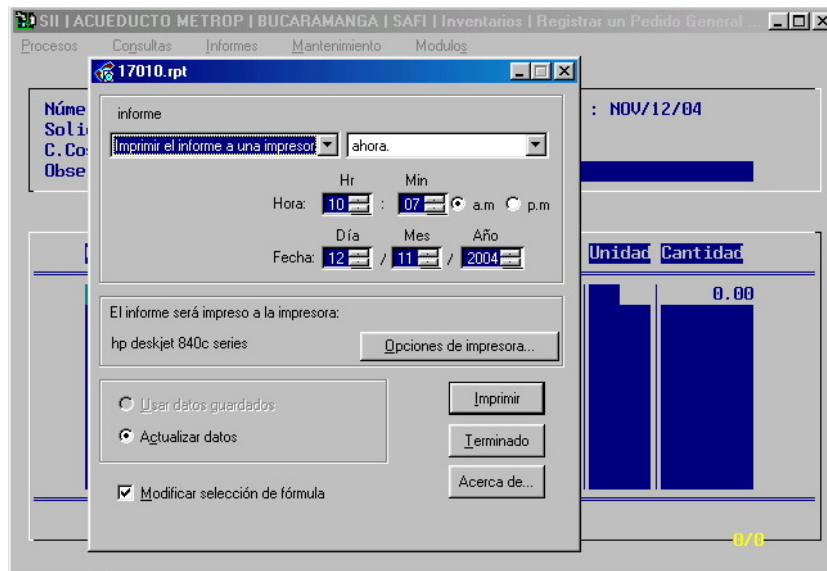 SII | ACUEDUCTO METROP | BUCARAMANGA | SAFI | Inventarios | Registrar un Pedido General ...
Procesos Consultas Informes Mantenimiento Modulos
17010.rpt
Núme : NOV/12/04
Soli
C.Co
Obse
informe
Imprimir el informe a una impresor ahora.
Hr Min
Hora: 10 : 07 a.m p.m
Día Mes Año
Fecha: 12 / 11 / 2004
Unidad Cantidad
0.00
El informe será impreso a la impresora:
hp deskjet 840c series Opciones de impresora...
Usar datos guardados Imprimir
Actualizar datos Terminado
Modificar selección de fórmula Acerca de...
0/0